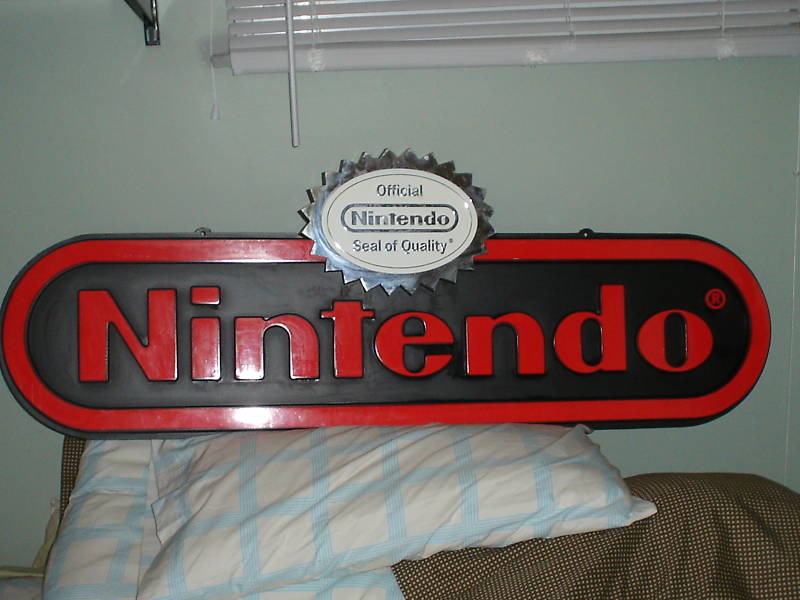 Official
Nintendo
Seal of Quality®
Nintendo®